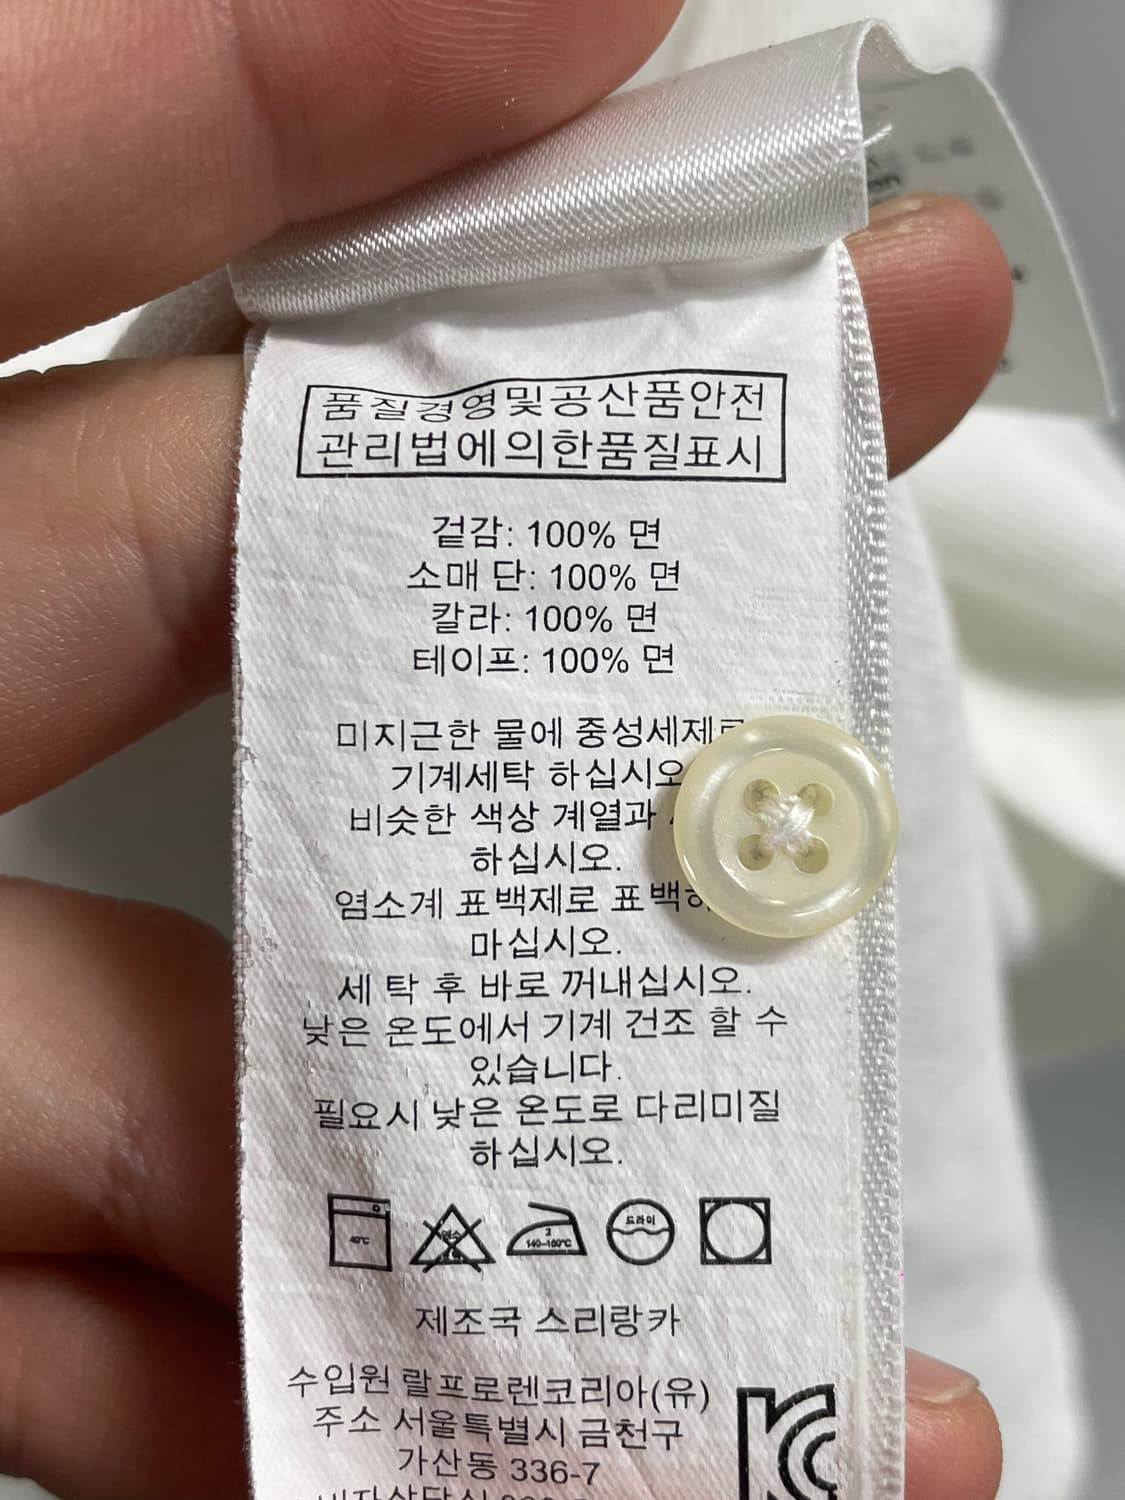 품질경영및공산품안전
관리법에의한품질표시
겉감: 100% 면
소매 단: 100% 면
칼라: 100% 면
테이프: 100% 면
미지근한 물에 중성세제로
기계세탁 하십시오
비슷한 색상 계열과
하십시오.
염소계 표백제로 표백하
마십시오.
세탁 후 바로 꺼내십시오.
낮은 온도에서 기계 건조 할 수
있습니다.
필요시 낮은 온도로 다리미질
하십시오.
40℃
2
140~160℃
드라이
제조국 스리랑카
수입원 랄프로렌코리아(유)
주소 서울특별시 금천구
가산동 336-7